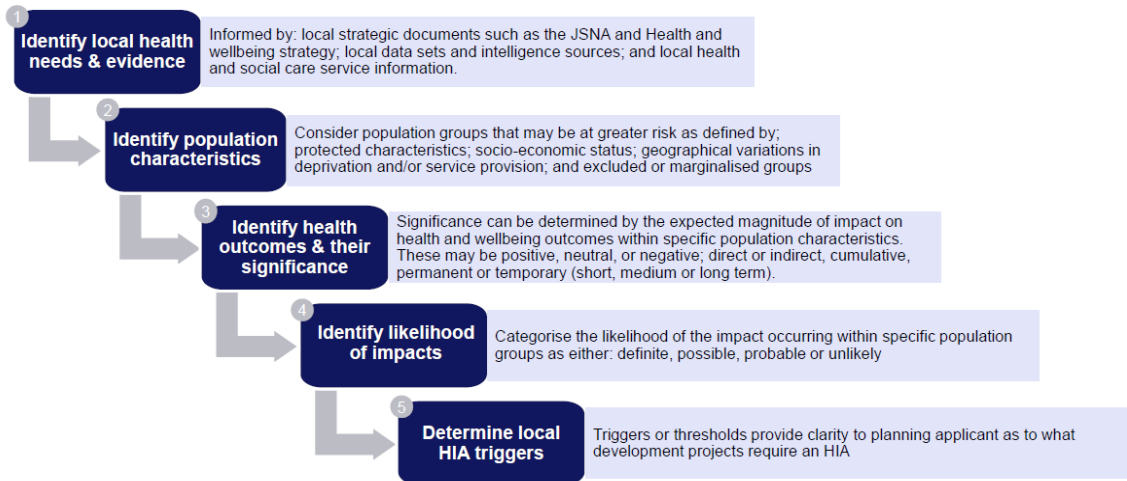 1
Identify local health
needs & evidence
Informed by: local strategic documents such as the JSNA and Health and
wellbeing strategy; local data sets and intelligence sources; and local health
and social care service information.
2
Identify population
characteristics
Consider population groups that may be at greater risk as defined by;
protected characteristics; socio-economic status; geographical variations in
deprivation and/or service provision; and excluded or marginalised groups
3
Identify health
outcomes & their
significance
Significance can be determined by the expected magnitude of impact on
health and wellbeing outcomes within specific population characteristics.
These may be positive, neutral, or negative; direct or indirect, cumulative,
permanent or temporary (short, medium or long term).
4
Identify likelihood
of impacts
Categorise the likelihood of the impact occurring within specific population
groups as either: definite, possible, probable or unlikely
5
Determine local
HIA triggers
Triggers or thresholds provide clarity to planning applicant as to what
development projects require an HIA